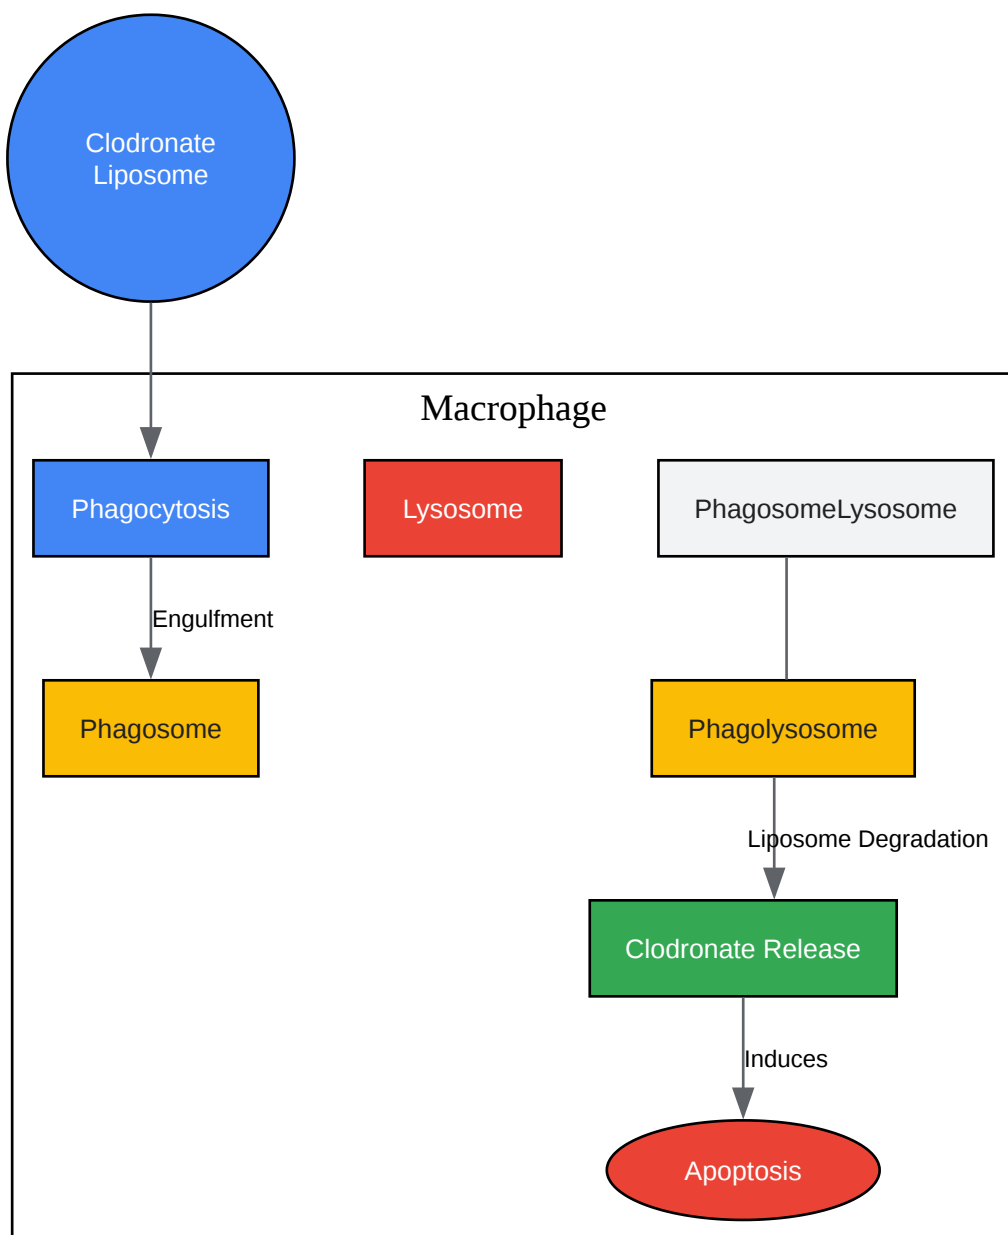 Clodronate
Liposome
Macrophage
Phagocytosis
Lysosome
PhagosomeLysosome
Engulfment
Phagosome
Phagolysosome
Liposome Degradation
Clodronate Release
Induces
Apoptosis